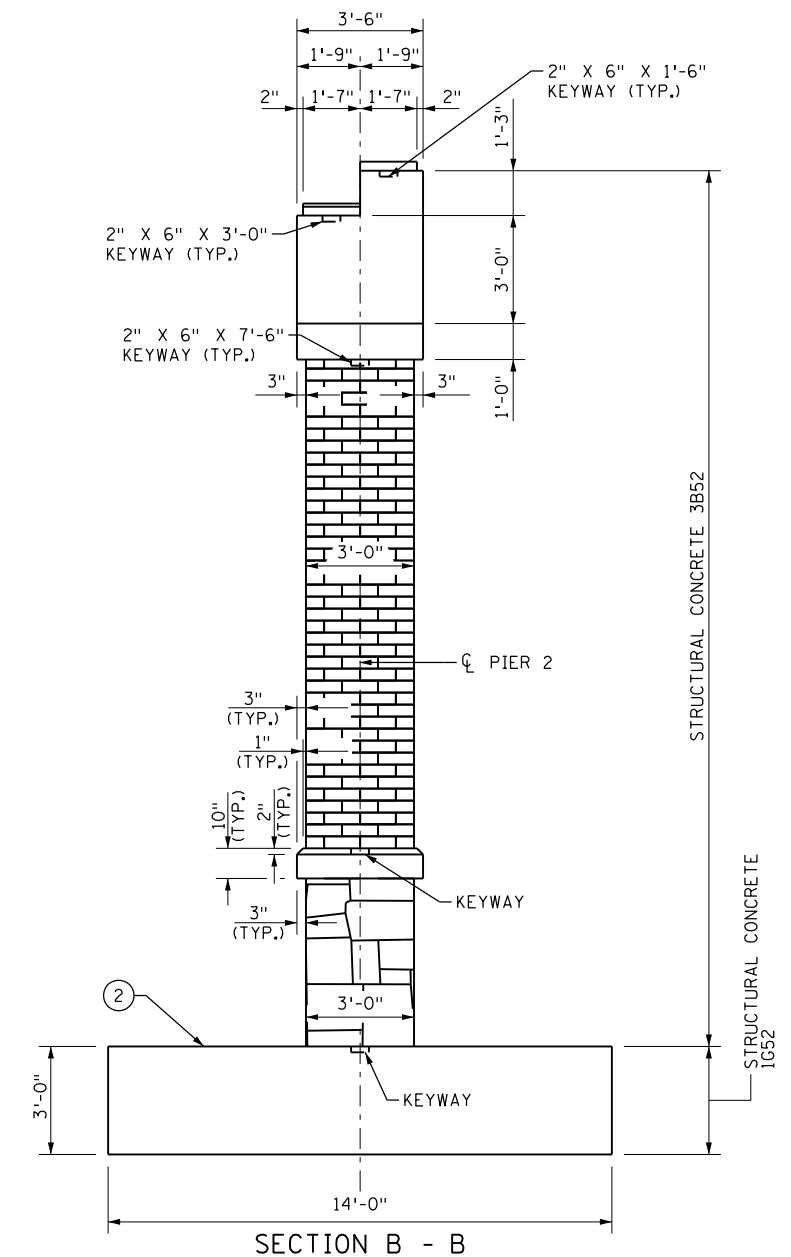 3'-6"
1'-9" 1'-9"
2" 1'-7" 1'-7" 2"
2" X 6" X 1'-6"
KEYWAY (TYP.)
1'-3"
2" X 6" X 3'-0"
KEYWAY (TYP.)
3'-0"
2" X 6" X 7'-6"
KEYWAY (TYP.)
3" 3"
1'-0"
STRUCTURAL CONCRETE 3B52
3'-0"
℄ PIER 2
3"
(TYP.)
1"
(TYP.)
10"
(TYP.)
2"
(TYP.)
KEYWAY
3"
(TYP.)
STRUCTURAL CONCRETE
1G52
2
3'-0"
3'-0"
KEYWAY
14'-0"
SECTION B - B